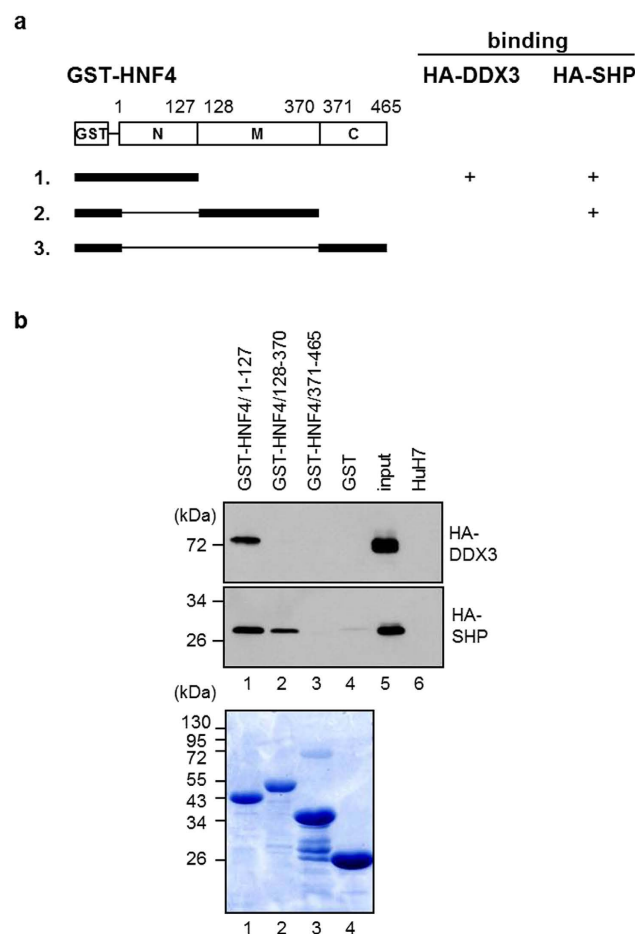 a
binding
GST-HNF4 HA-DDX3 HA-SHP
1 127 128 370 371 465
GST N M C
1. + +
2. +
3.
b
GST-HNF4/ 1-127
GST-HNF4/128-370
GST-HNF4/371-465
GST
input
HuH7
(kDa)
72
HA-
DDX3
34
26
HA-
SHP
1 2 3 4 5 6
(kDa)
130
95
72
55
43
34
26
1 2 3 4